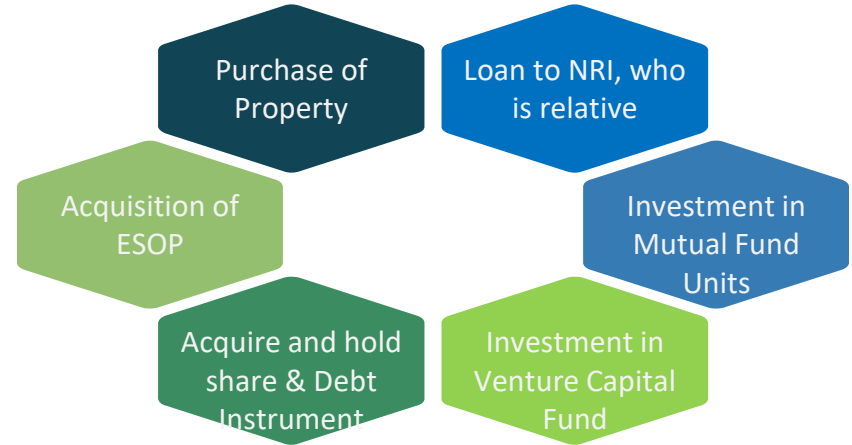 Purchase of
Property
Loan to NRI, who
is relative
Acquisition of
ESOP
Investment in
Mutual Fund
Units
Acquire and hold
share & Debt
Instrument
Investment in
Venture Capital
Fund